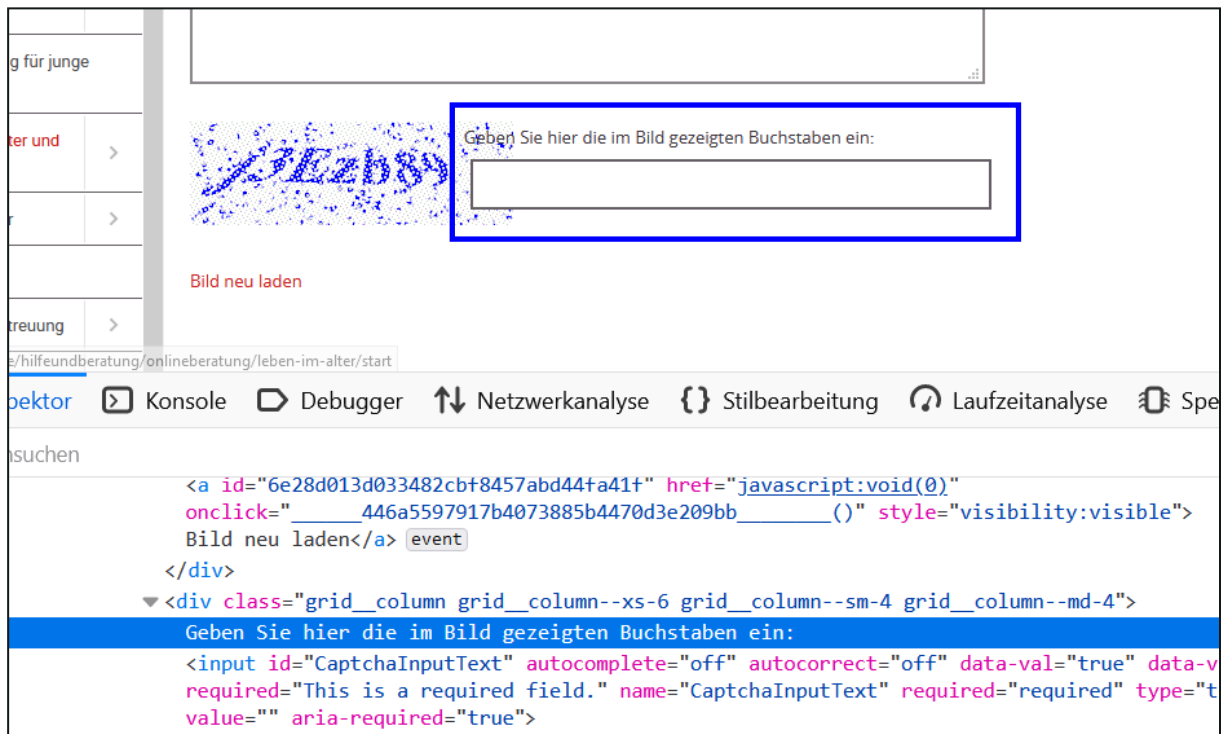 g für junge
ter und
Geben Sie hier die im Bild gezeigten Buchstaben ein:
r
Bild neu laden
treuung
e/hilfeundberatung/onlineberatung/leben-im-alter/start
pektor Konsole Debugger Netzwerkanalyse Stilbearbeitung Laufzeitanalyse Spe
nsuchen
<a id="6e28d013d033482cbf8457abd44fa41f" href="javascript:void(0)"
onclick="______446a5597917b4073885b4470d3e209bb________()" style="visibility:visible">
Bild neu laden</a> event
</div>
<div class="grid__column grid__column--xs-6 grid__column--sm-4 grid__column--md-4">
Geben Sie hier die im Bild gezeigten Buchstaben ein:
<input id="CaptchaInputText" autocomplete="off" autocorrect="off" data-val="true" data-v
required="This is a required field." name="CaptchaInputText" required="required" type="t
value="" aria-required="true">